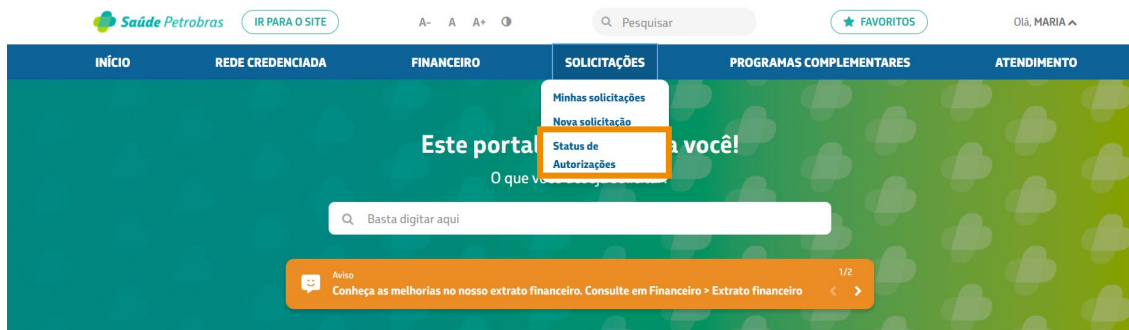 Saúde Petrobras IR PARA O SITE A- A A+ Pesquisar FAVORITOS Olá, MARIA
INÍCIO REDE CREDENCIADA FINANCEIRO SOLICITAÇÕES PROGRAMAS COMPLEMENTARES ATENDIMENTO
Minhas solicitações
Nova solicitação
Status de
Autorizações
Este portal a você!
O que
Basta digitar aqui
Aviso 1/2
Conheça as melhorias no nosso extrato financeiro. Consulte em Financeiro > Extrato financeiro